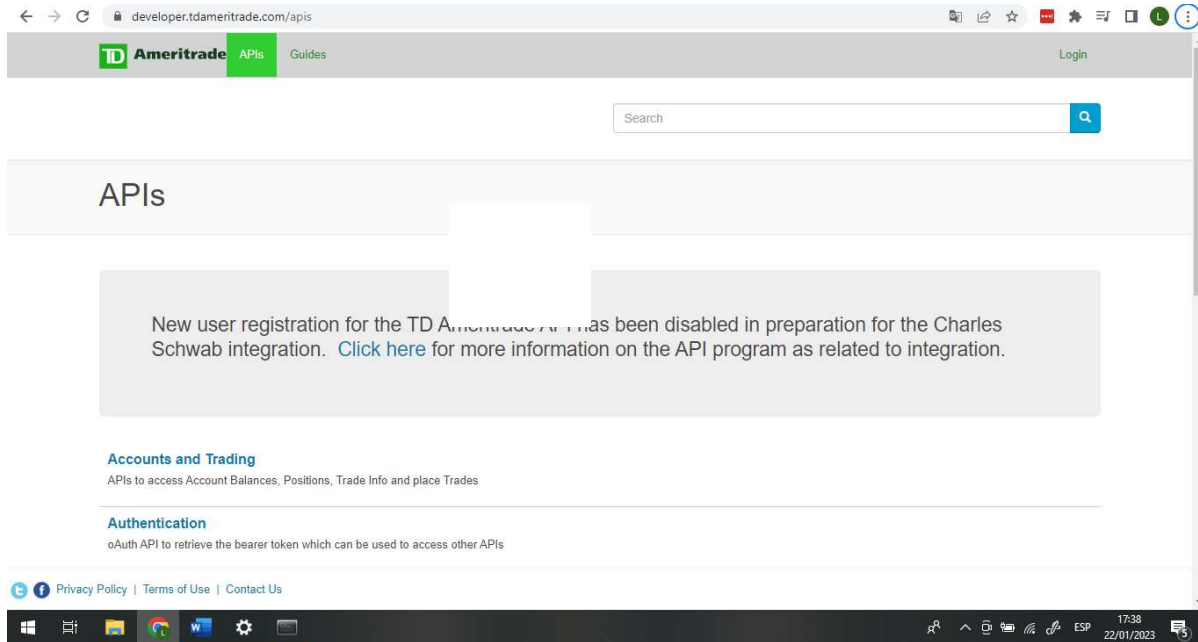 developer.tdameritrade.com/apis
L
TD Ameritrade APIs Guides Login
Search
APIs
New user registration for the TD has been disabled in preparation for the Charles
Schwab integration. Click here for more information on the API program as related to integration.
Accounts and Trading
APIs to access Account Balances, Positions, Trade Info and place Trades
Authentication
oAuth API to retrieve the bearer token which can be used to access other APIs
Privacy Policy | Terms of Use | Contact Us
ESP
17:38
22/01/2023